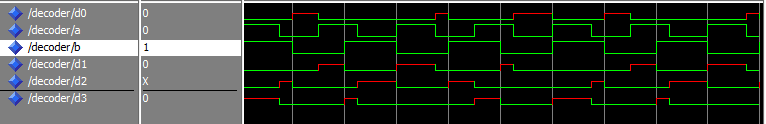 /decoder/d0 0
/decoder/a 0
/decoder/b 1
/decoder/d1 0
/decoder/d2 X
/decoder/d3 0